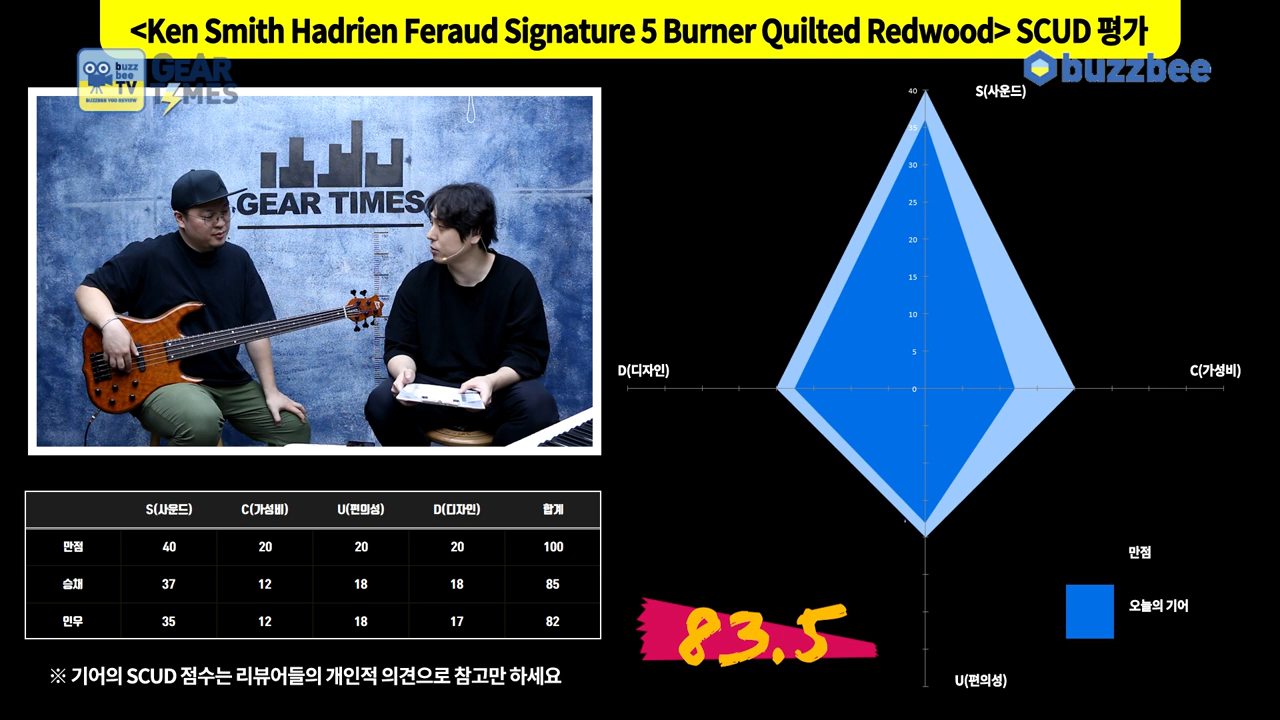 <Ken Smith Hadrien Feraud Signature 5 Burner Quilted Redwood> SCUD 평가
buzz
bee
TV
BUZZBEE YOU REVIEW
GEAR
TIMES
buzzbee
GEAR TIMES
S(사운드)
40
35
30
25
20
15
10
5
0
D(디자인)
C(가성비)
U(편의성)
만점
오늘의 기어
S(사운드) C(가성비) U(편의성) D(디자인) 합계
만점 40 20 20 20 100
승채 37 12 18 18 85
민우 35 12 18 17 82
83.5
※ 기어의 SCUD 점수는 리뷰어들의 개인적 의견으로 참고만 하세요